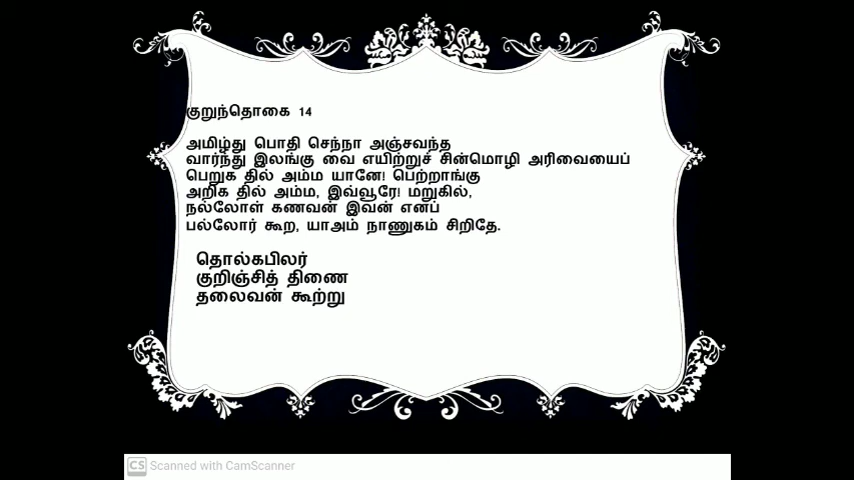 குறுந்தொகை 14
அமிழ்து பொதி செந்நா அஞ்சவந்த
வார்ந்து இலங்கு வை எயிற்றுச் சின்மொழி அரிவையைப்
பெறுக தில் அம்ம யானே! பெற்றாங்கு
அறிக தில் அம்ம, இவ்வூரே! மறுகில்,
நல்லோள் கணவன் இவன் எனப்
பல்லோர் கூற, யாஅம் நாணுகம் சிறிதே.
தொல்கபிலர்
குறிஞ்சித் திணை
தலைவன் கூற்று
CS Scanned with CamScanner